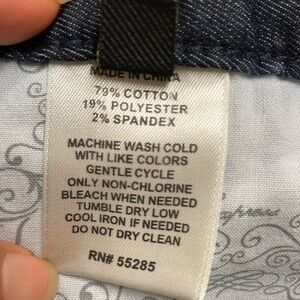 MADE IN CHINA
79% COTTON
19% POLYESTER
2% SPANDEX
MACHINE WASH COLD
WITH LIKE COLORS
GENTLE CYCLE
ONLY NON-CHLORINE
BLEACH WHEN NEEDED
TUMBLE DRY LOW
COOL IRON IF NEEDED
DO NOT DRY CLEAN
RN# 55285